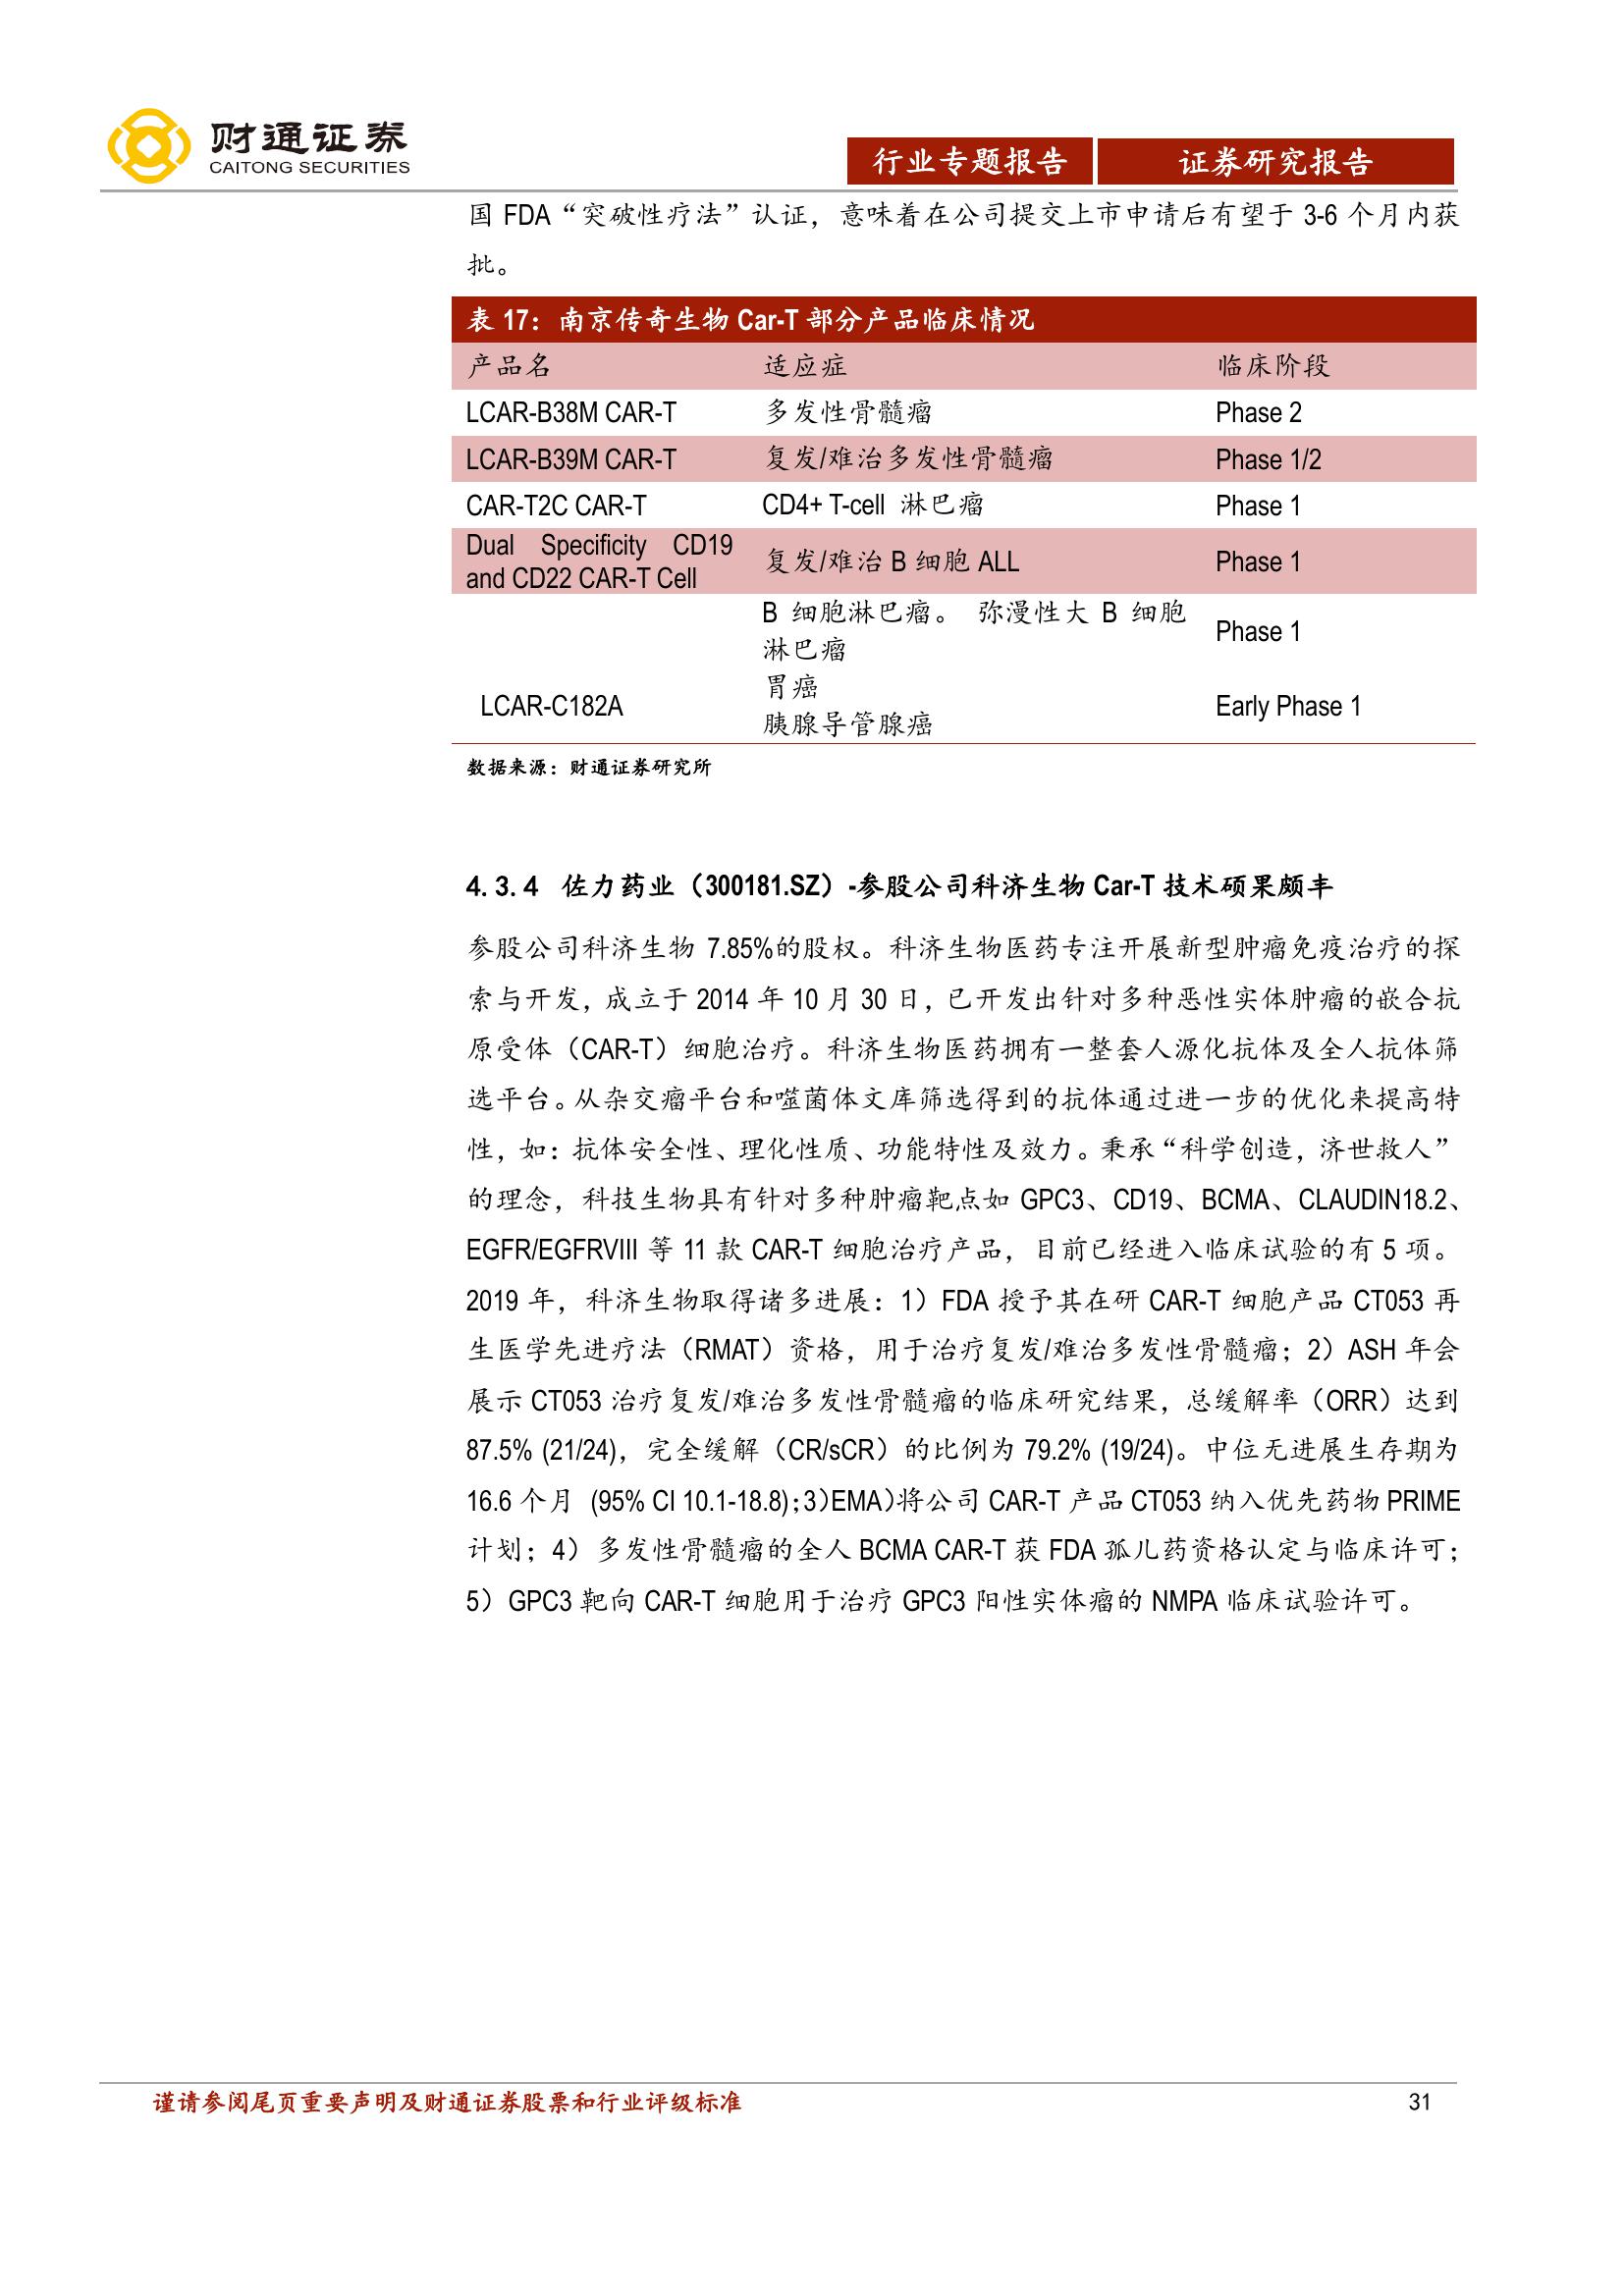 财通证券
CAITONG SECURITIES
行业专题报告 证券研究报告
国 FDA“突破性疗法”认证，意味着在公司提交上市申请后有望于 3-6 个月内获
批。
表 17：南京传奇生物 Car-T 部分产品临床情况
产品名 适应症 临床阶段
LCAR-B38M CAR-T 多发性骨髓瘤 Phase 2
LCAR-B39M CAR-T 复发/难治多发性骨髓瘤 Phase 1/2
CAR-T2C CAR-T CD4+ T-cell 淋巴瘤 Phase 1
Dual Specificity CD19
and CD22 CAR-T Cell 复发/难治 B 细胞 ALL Phase 1
B 细胞淋巴瘤。 弥漫性大 B 细胞
淋巴瘤 Phase 1
胃癌
LCAR-C182A Early Phase 1
胰腺导管腺癌
数据来源：财通证券研究所
4.3.4 佐力药业（300181.SZ）-参股公司科济生物 Car-T 技术硕果颇丰
参股公司科济生物 7.85%的股权。科济生物医药专注开展新型肿瘤免疫治疗的探
索与开发，成立于 2014 年 10 月 30 日，已开发出针对多种恶性实体肿瘤的嵌合抗
原受体（CAR-T）细胞治疗。科济生物医药拥有一整套人源化抗体及全人抗体筛
选平台。从杂交瘤平台和噬菌体文库筛选得到的抗体通过进一步的优化来提高特
性，如：抗体安全性、理化性质、功能特性及效力。秉承“科学创造，济世救人”
的理念，科技生物具有针对多种肿瘤靶点如 GPC3、CD19、BCMA、CLAUDIN18.2、
EGFR/EGFRVIII 等 11 款 CAR-T 细胞治疗产品，目前已经进入临床试验的有 5 项。
2019 年，科济生物取得诸多进展：1）FDA 授予其在研 CAR-T 细胞产品 CT053 再
生医学先进疗法（RMAT）资格，用于治疗复发/难治多发性骨髓瘤；2）ASH 年会
展示 CT053 治疗复发/难治多发性骨髓瘤的临床研究结果，总缓解率（ORR）达到
87.5% (21/24)，完全缓解（CR/sCR）的比例为 79.2% (19/24)。中位无进展生存期为
16.6 个月 (95% CI 10.1-18.8)；3）EMA）将公司 CAR-T 产品 CT053 纳入优先药物 PRIME
计划；4）多发性骨髓瘤的全人 BCMA CAR-T 获 FDA 孤儿药资格认定与临床许可；
5）GPC3 靶向 CAR-T 细胞用于治疗 GPC3 阳性实体瘤的 NMPA 临床试验许可。
谨请参阅尾页重要声明及财通证券股票和行业评级标准 31